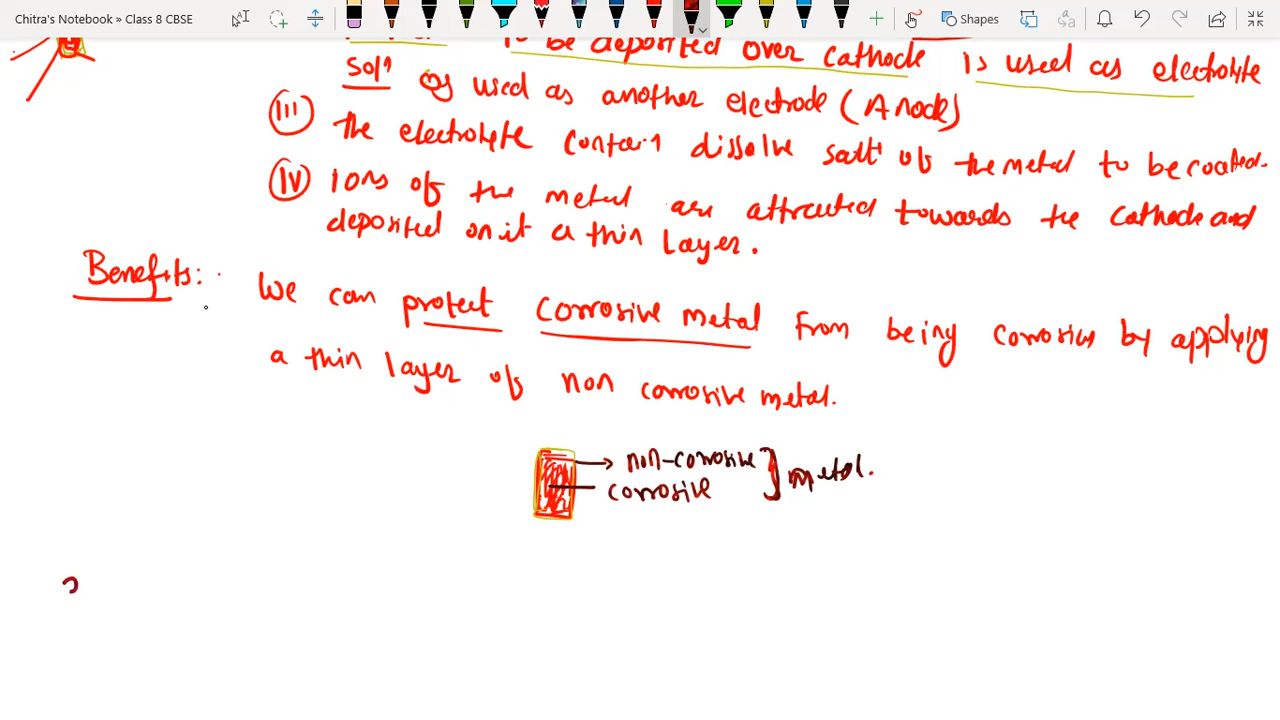 Chitra's Notebook » Class 8 CBSE
Shapes
to be deposited over cathode is used as electrolyte
soln as used as another electrode (Anode)
(iii) the electrolyte contain dissolve salt of the metal to be coated.
(iv) Ions of the metal are attracted towards the cathode and
deposited on it a thin layer.
Benefits: We can protect corrosive metal from being corrosius by applying
a thin layer of non corrosive metal.
non-corrosive
corrosive
metal.